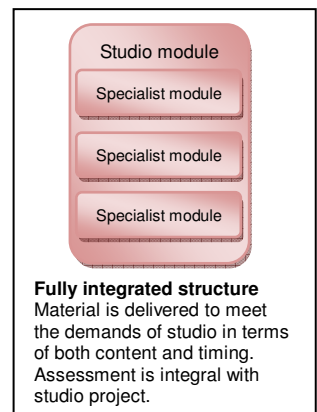 Studio module
Specialist module
Specialist module
Specialist module
Fully integrated structure
Material is delivered to meet
the demands of studio in terms
of both content and timing.
Assessment is integral with
studio project.